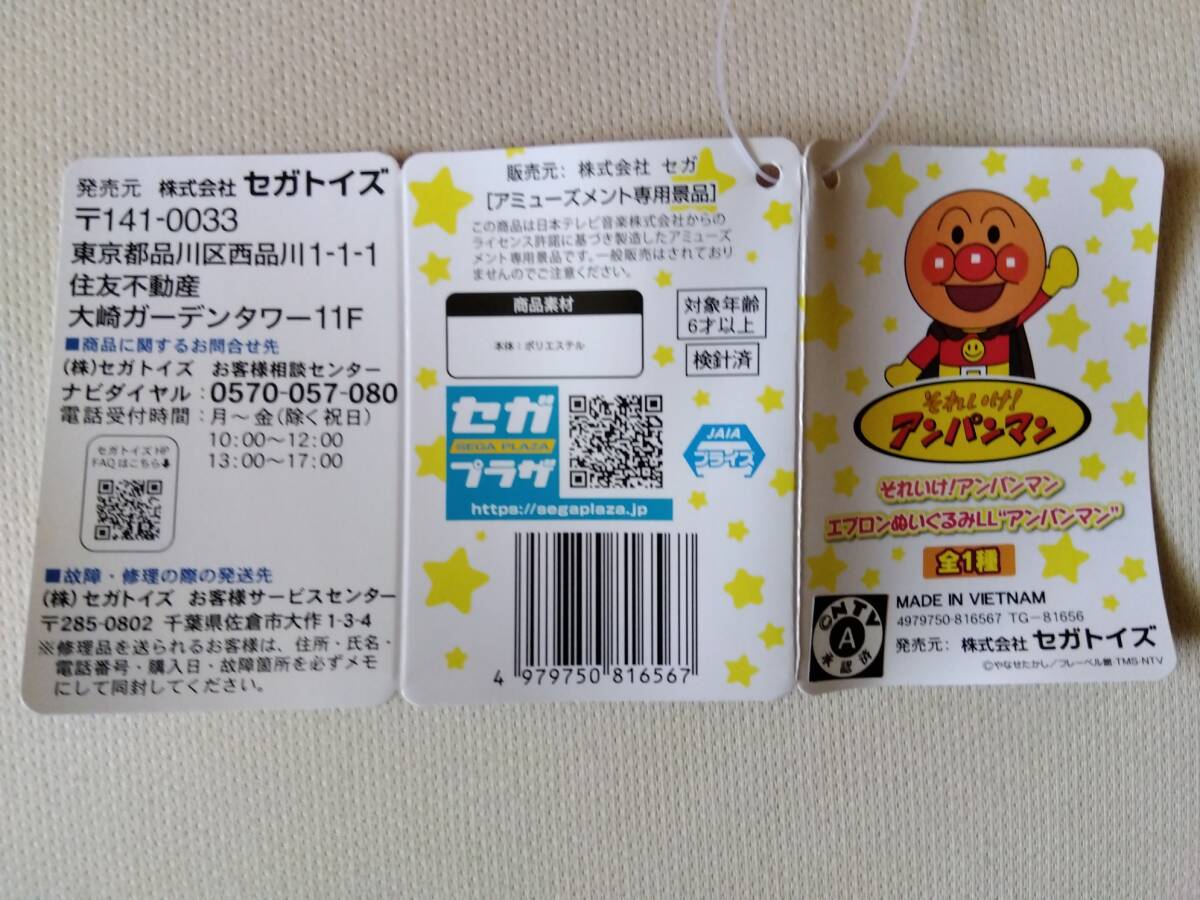 発売元 株式会社 セガトイズ
〒141-0033
東京都品川区西品川1-1-1
住友不動産
大崎ガーデンタワー11F
■商品に関するお問合せ先
(株)セガトイズ お客様相談センター
ナビダイヤル：0570-057-080
電話受付時間：月～金(除く祝日)
10:00～12:00
13:00～17:00
セガトイズHP
FAQはこちら↓
■故障・修理の際の発送先
(株)セガトイズ お客様サービスセンター
〒285-0802 千葉県佐倉市大作1-3-4
※修理品を送られるお客様は、住所・氏名・
電話番号・購入日・故障箇所を必ずメモ
にして同封してください。
販売元：株式会社 セガ
[アミューズメント専用景品]
この商品は日本テレビ音楽株式会社からの
ライセンス許諾に基づき製造したアミューズ
メント専用景品です。一般販売はされており
ませんのでご注意ください。
商品素材
本体：ポリエステル
対象年齢
6才以上
検針済
セガ
SEGA PLAZA
プラザ
https://segaplaza.jp
JAIA
プライズ
4 979750 816567
それいけ!
アンパンマン
それいけ!アンパンマン
エプロンぬいぐるみLL"アンパンマン"
全1種
©NTV
A
承認済
MADE IN VIETNAM
4979750-816567 TG-81656
発売元：株式会社 セガトイズ
©やなせたかし/フレーベル館・TMS・NTV